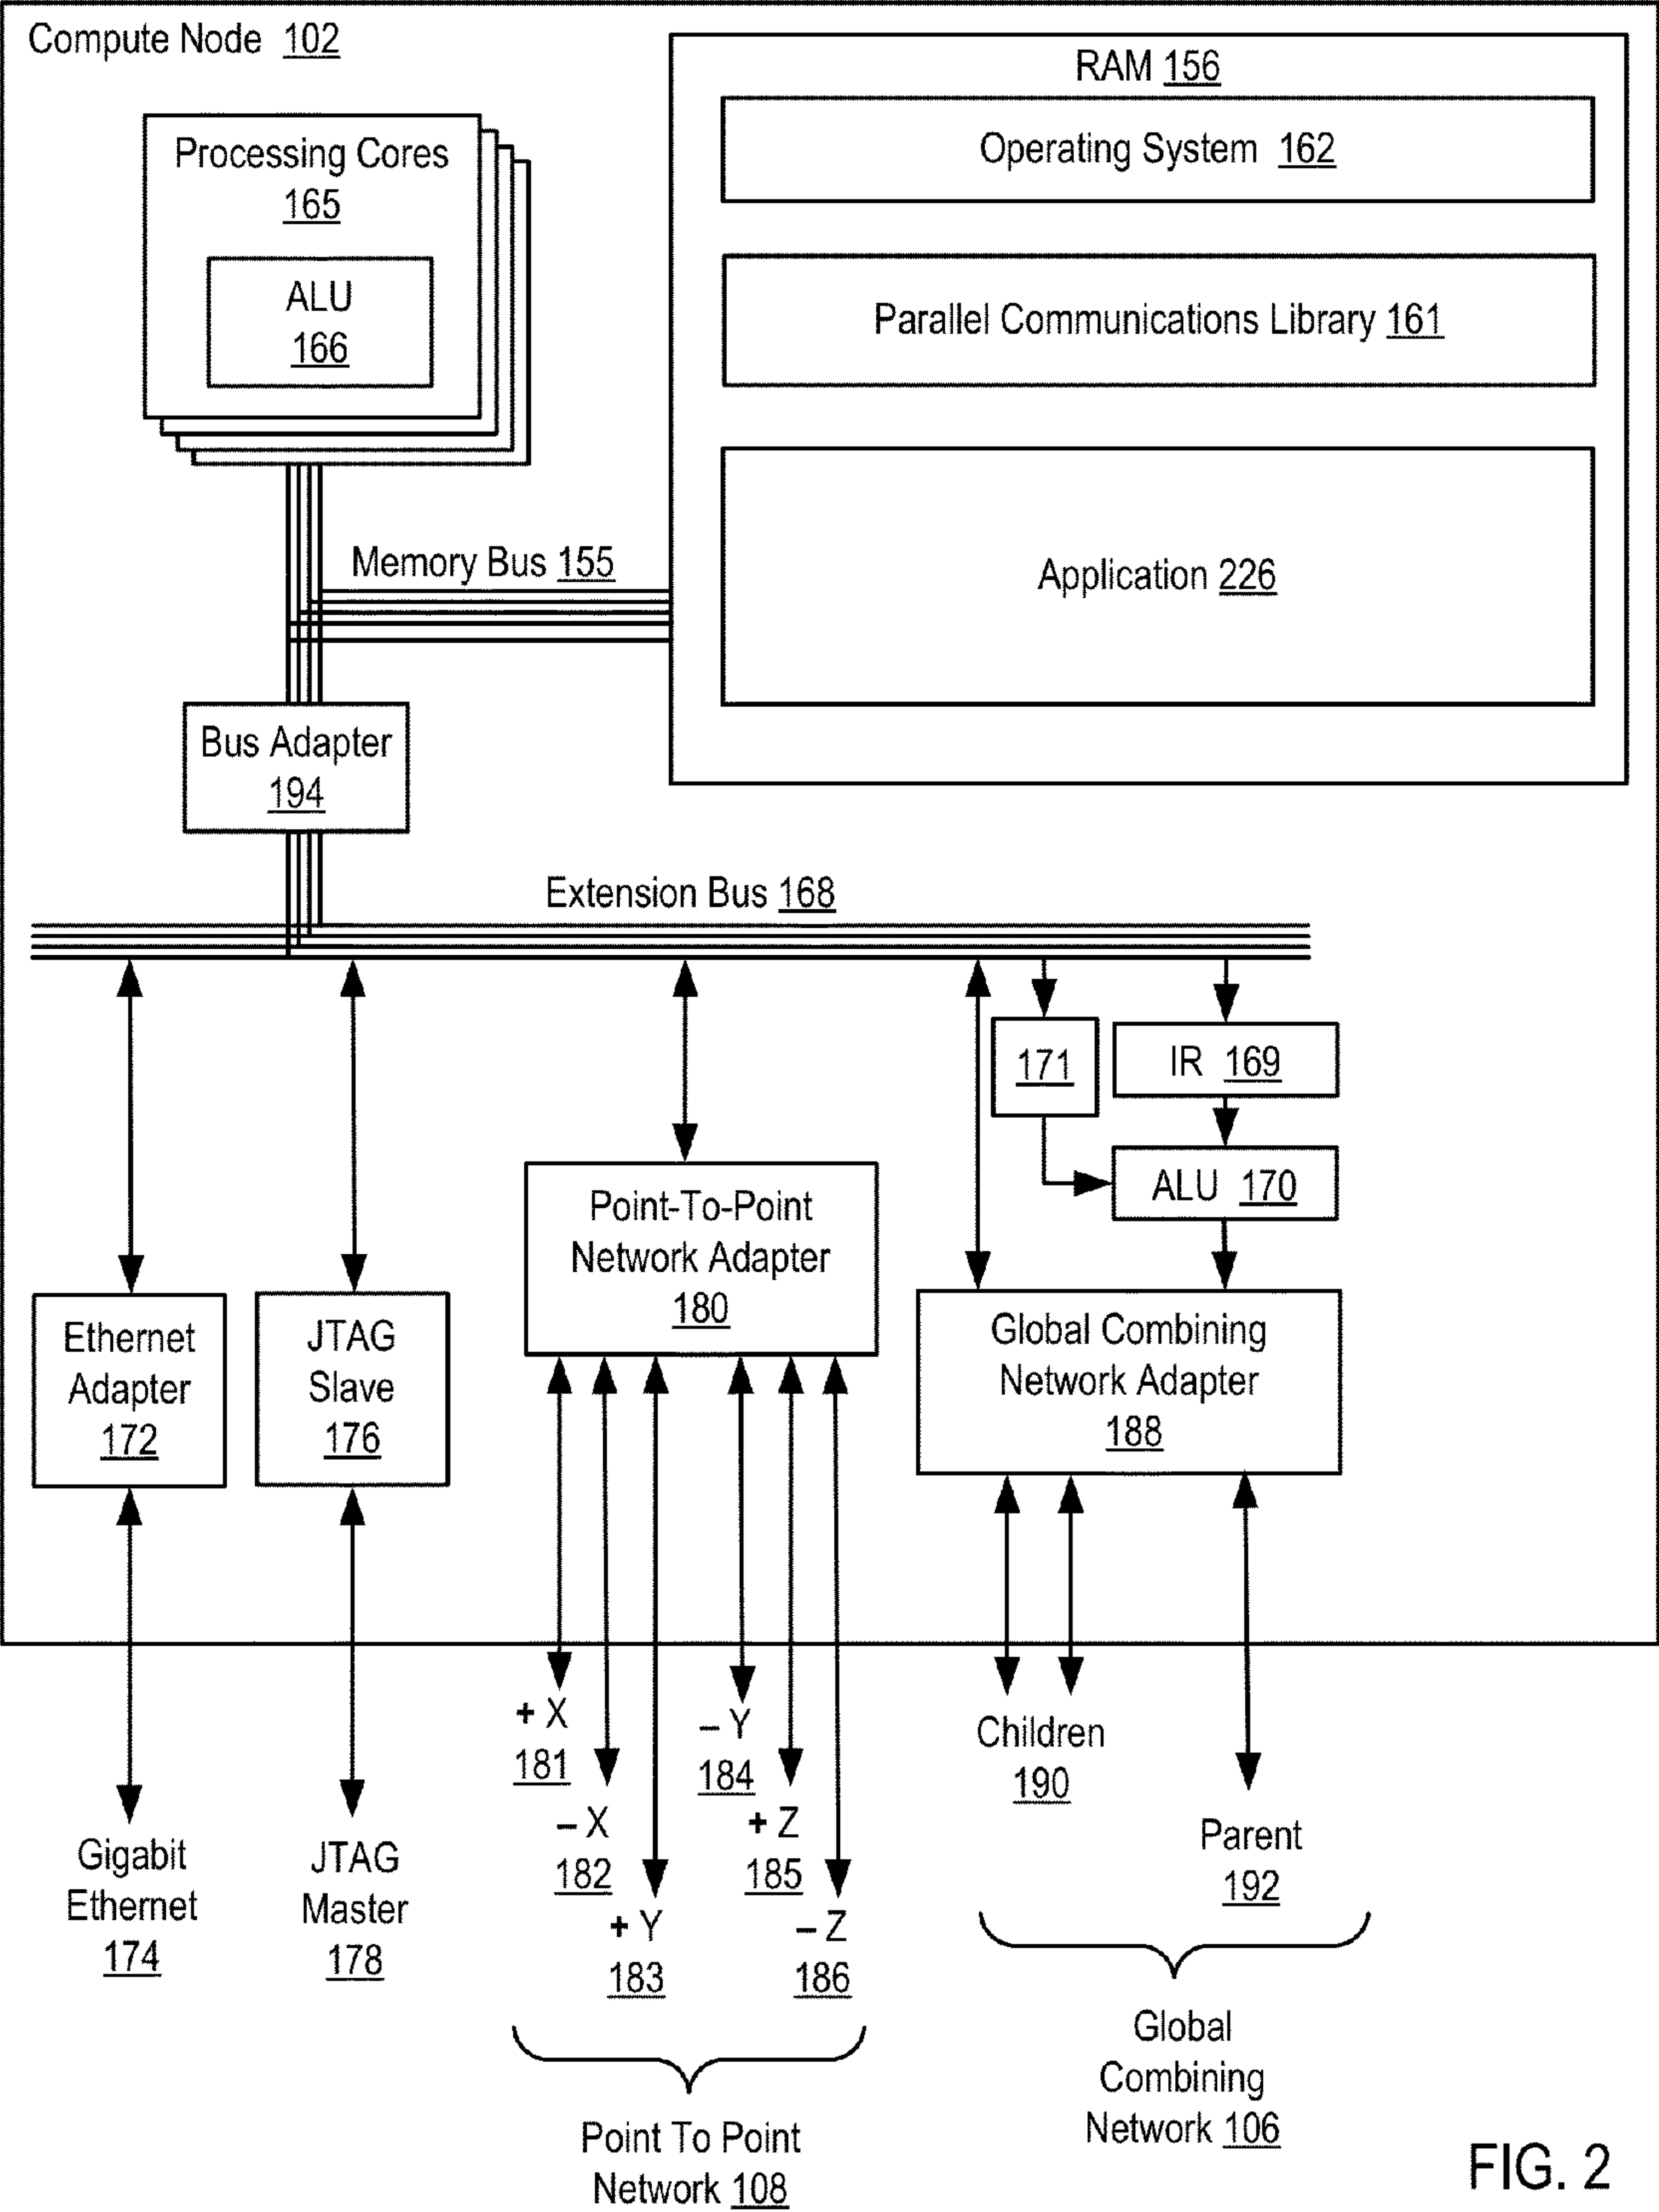 Compute Node 102
RAM 156
Operating System 162
Processing Cores
165
ALU
166
Parallel Communications Library 161
Memory Bus 155
Application 226
Bus Adapter
194
Extension Bus 168
171
IR 169
ALU 170
Point-To-Point
Network Adapter
180
Ethernet
Adapter
172
JTAG
Slave
176
Global Combining
Network Adapter
188
+ X
181
– X
182
+ Y
183
– Y
184
+ Z
185
– Z
186
Children
190
Parent
192
Gigabit
Ethernet
174
JTAG
Master
178
Point To Point
Network 108
Global
Combining
Network 106
FIG. 2